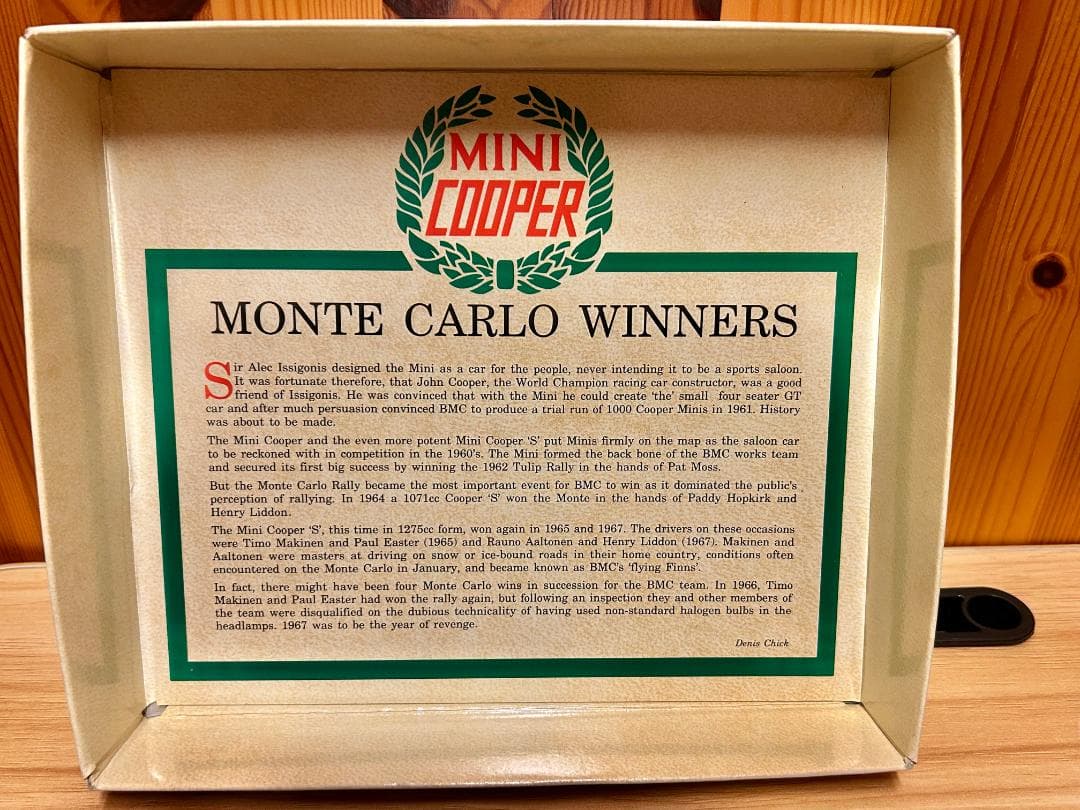 MINI
COOPER
MONTE CARLO WINNERS
Sir Alec Issigonis designed the Mini as a car for the people, never intending it to be a sports saloon.
It was fortunate therefore, that John Cooper, the World Champion racing car constructor, was a good
friend of Issigonis. He was convinced that with the Mini he could create 'the' small four seater GT
car and after much persuasion convinced BMC to produce a trial run of 1000 Cooper Minis in 1961. History
was about to be made.
The Mini Cooper and the even more potent Mini Cooper 'S' put Minis firmly on the map as the saloon car
to be reckoned with in competition in the 1960's. The Mini formed the back bone of the BMC works team
and secured its first big success by winning the 1962 Tulip Rally in the hands of Pat Moss.
But the Monte Carlo Rally became the most important event for BMC to win as it dominated the public's
perception of rallying. In 1964 a 1071cc Cooper 'S' won the Monte in the hands of Paddy Hopkirk and
Henry Liddon.
The Mini Cooper 'S', this time in 1275cc form, won again in 1965 and 1967. The drivers on these occasions
were Timo Makinen and Paul Easter (1965) and Rauno Aaltonen and Henry Liddon (1967). Makinen and
Aaltonen were masters at driving on snow or ice-bound roads in their home country, conditions often
encountered on the Monte Carlo in January, and became known as BMC's 'flying Finns'.
In fact, there might have been four Monte Carlo wins in succession for the BMC team. In 1966, Timo
Makinen and Paul Easter had won the rally again, but following an inspection they and other members of
the team were disqualified on the dubious technicality of having used non-standard halogen bulbs in the
headlamps. 1967 was to be the year of revenge.
Denis Chick